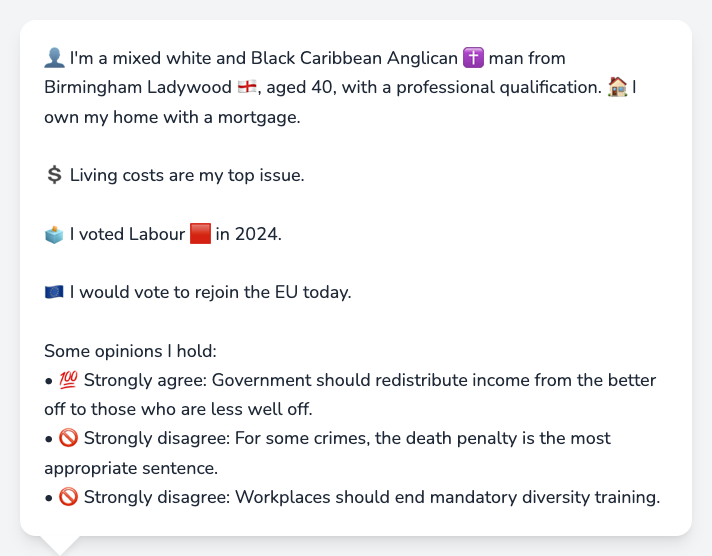 👤 I'm a mixed white and Black Caribbean Anglican ✝️ man from
Birmingham Ladywood 🏴󠁧󠁢󠁥󠁮󠁧󠁿, aged 40, with a professional qualification. 🏠 I
own my home with a mortgage.
💲 Living costs are my top issue.
🗳️ I voted Labour 🟥 in 2024.
🇪🇺 I would vote to rejoin the EU today.
Some opinions I hold:
• 💯 Strongly agree: Government should redistribute income from the better
off to those who are less well off.
• 🚫 Strongly disagree: For some crimes, the death penalty is the most
appropriate sentence.
• 🚫 Strongly disagree: Workplaces should end mandatory diversity training.